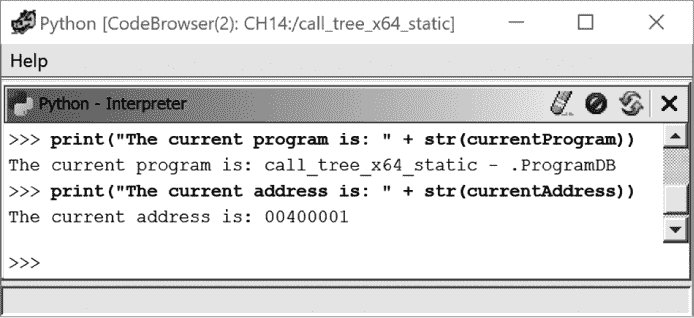 Python [CodeBrowser(2): CH14:/call_tree_x64_static]
Help
Python - Interpreter
>>> print("The current program is: " + str(currentProgram))
The current program is: call_tree_x64_static - .ProgramDB
>>> print("The current address is: " + str(currentAddress))
The current address is: 00400001
>>>